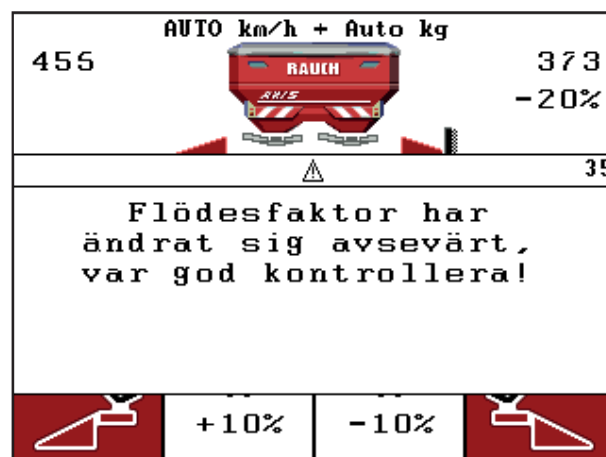 AUTO km/h + Auto kg
455
373
RAUCH
AXIS
-20%
35
Flödesfaktor har
ändrat sig avsevärt,
var god kontrollera!
+10%
-10%